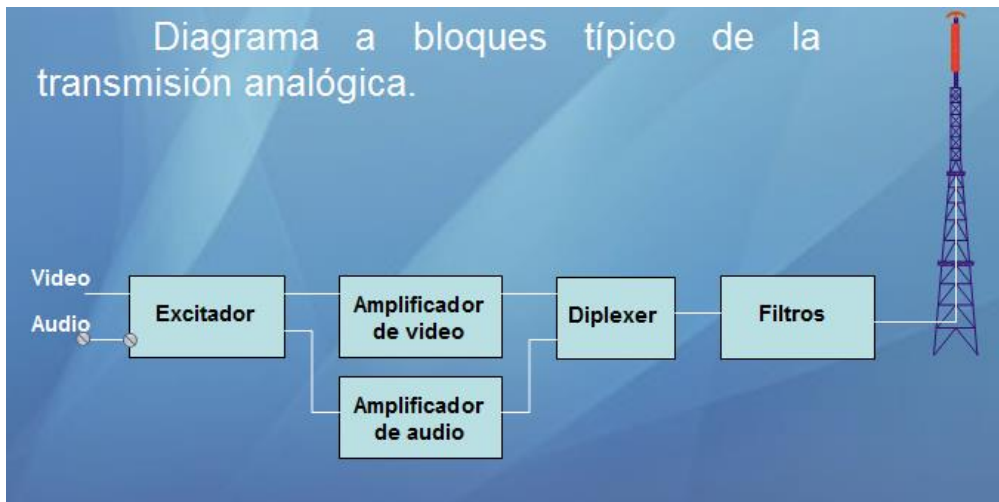 Diagrama a bloques típico de la
transmisión analógica.
Video
Audio
Excitador
Amplificador
de video
Amplificador
de audio
Diplexer
Filtros